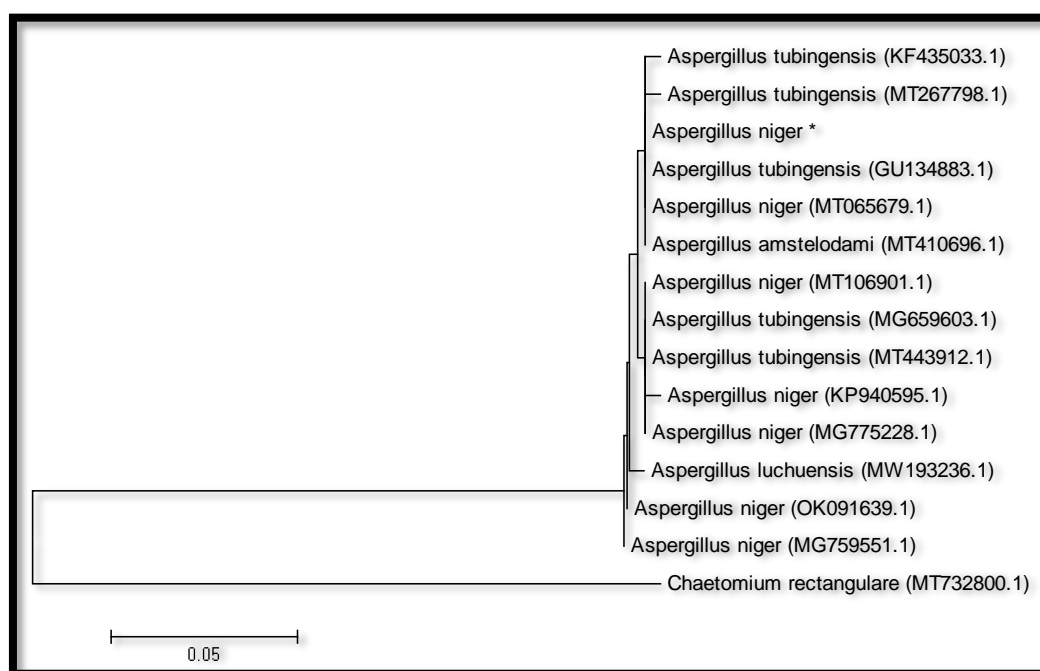 Aspergillus tubingensis (KF435033.1)
Aspergillus tubingensis (MT267798.1)
Aspergillus niger *
Aspergillus tubingensis (GU134883.1)
Aspergillus niger (MT065679.1)
Aspergillus amstelodami (MT410696.1)
Aspergillus niger (MT106901.1)
Aspergillus tubingensis (MG659603.1)
Aspergillus tubingensis (MT443912.1)
Aspergillus niger (KP940595.1)
Aspergillus niger (MG775228.1)
Aspergillus luchuensis (MW193236.1)
Aspergillus niger (OK091639.1)
Aspergillus niger (MG759551.1)
Chaetomium rectangulare (MT732800.1)
0.05